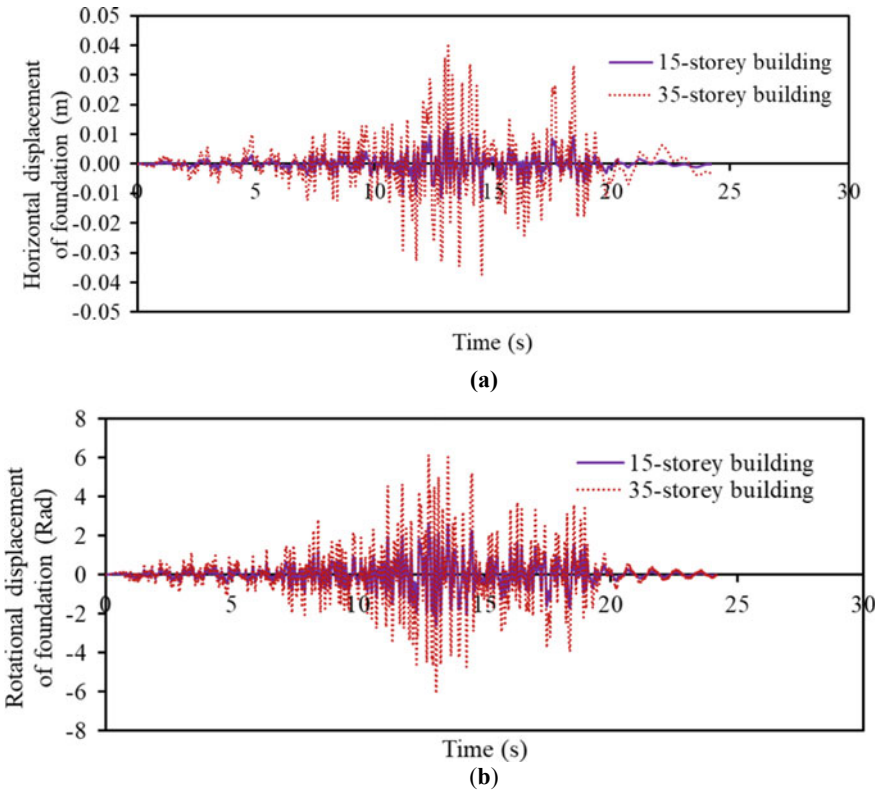 0.05
0.04
0.03
0.02
0.01
0.00
-0.01
-0.02
-0.03
-0.04
-0.05
Horizontal displacement
of foundation (m)
15-storey building
35-storey building
0 5 10 15 20 25 30
Time (s)
(a)
8
6
4
2
0
-2
-4
-6
-8
Rotational displacement
of foundation (Rad)
15-storey building
35-storey building
0 5 10 15 20 25 30
Time (s)
(b)